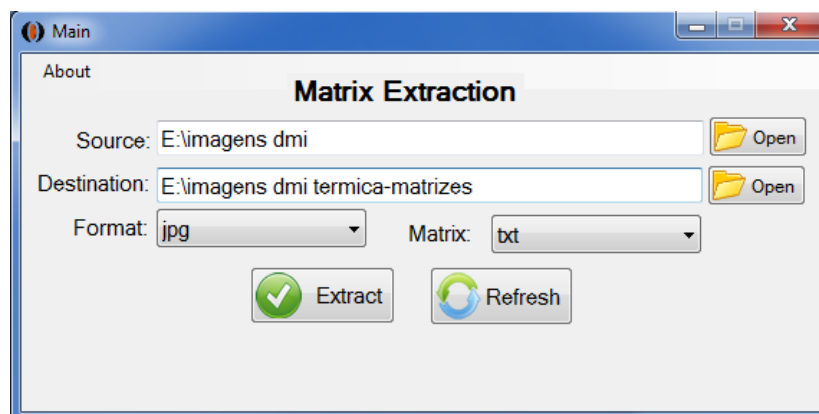 Main
About
Matrix Extraction
Source: E:\imagens dmi Open
Destination: E:\imagens dmi termica-matrizes Open
Format: jpg Matrix: txt
Extract Refresh